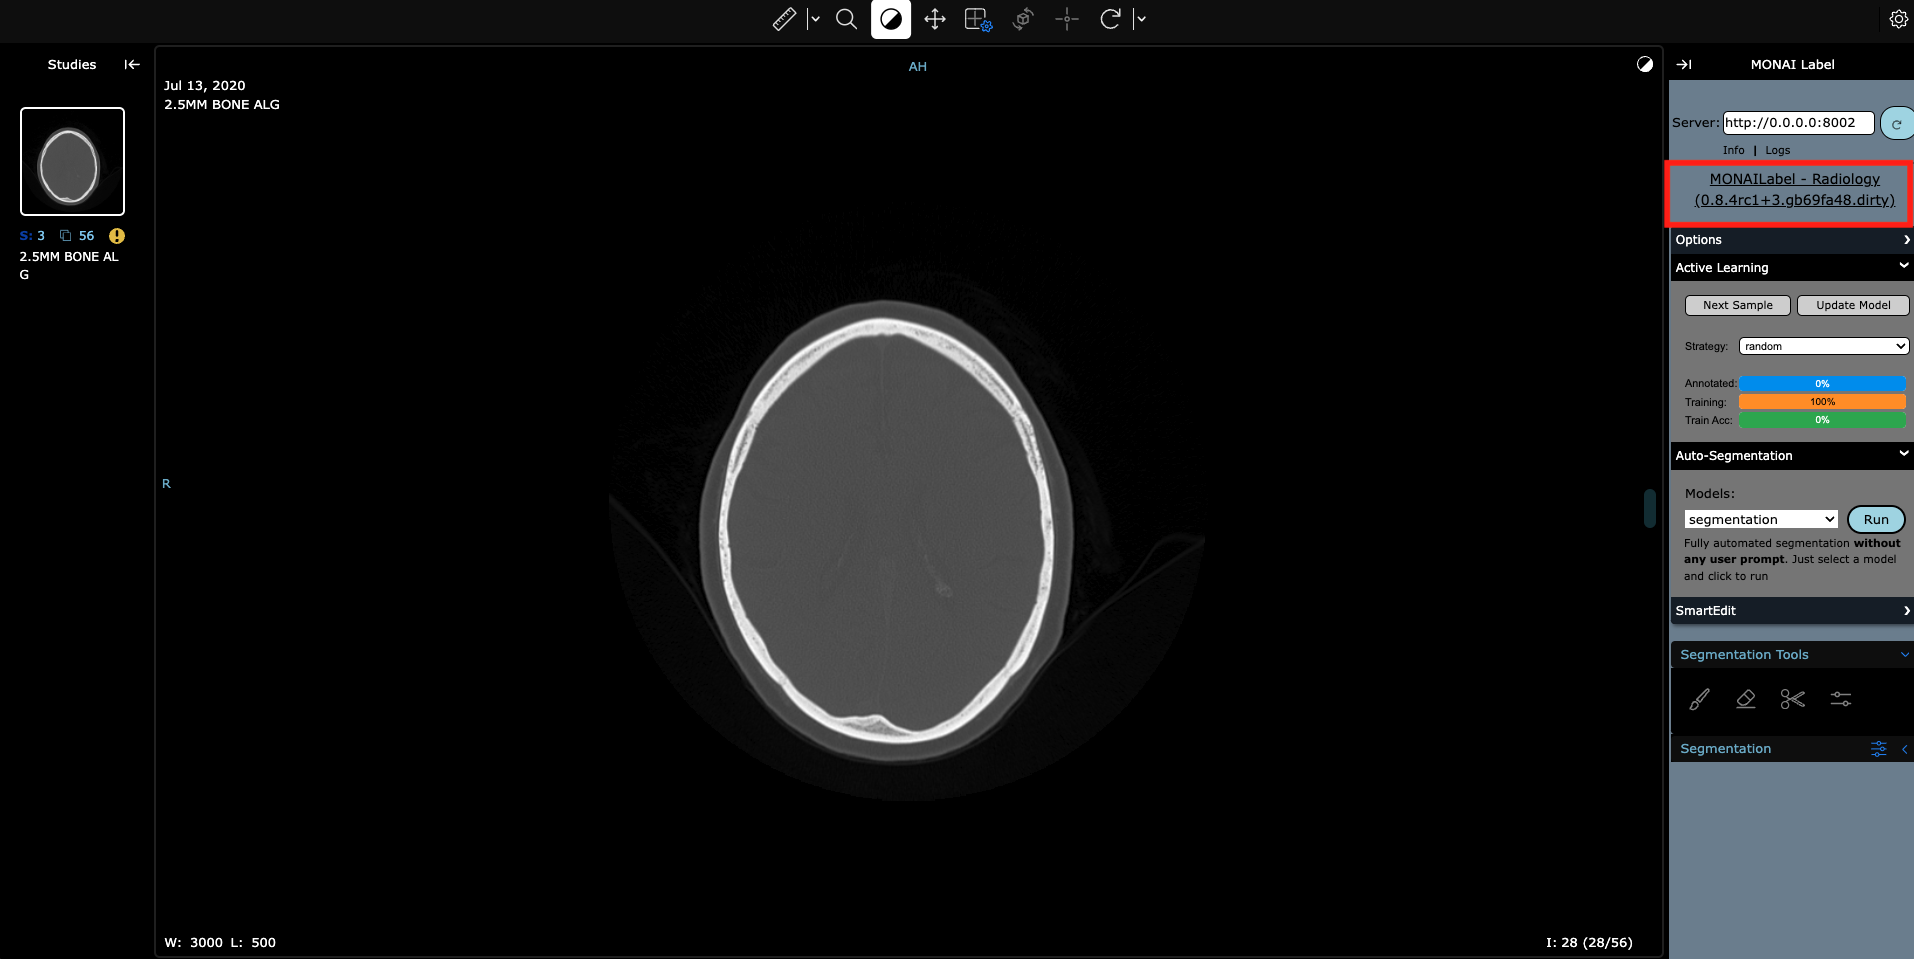 Studies
S: 3 56
2.5MM BONE AL
G
AH
Jul 13, 2020
2.5MM BONE ALG
R
W: 3000 L: 500
I: 28 (28/56)
MONAI Label
Server: http://0.0.0.0:8002
Info | Logs
MONAILabel - Radiology
(0.8.4rc1+3.gb69fa48.dirty)
Options
Active Learning
Next Sample Update Model
Strategy: random
Annotated: 0%
Training: 100%
Train Acc: 0%
Auto-Segmentation
Models:
segmentation Run
Fully automated segmentation without
any user prompt. Just select a model
and click to run
SmartEdit
Segmentation Tools
Segmentation